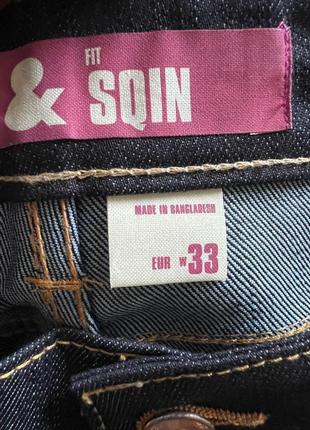 FIT
& SQIN
MADE IN BANGLADESH
EUR W33